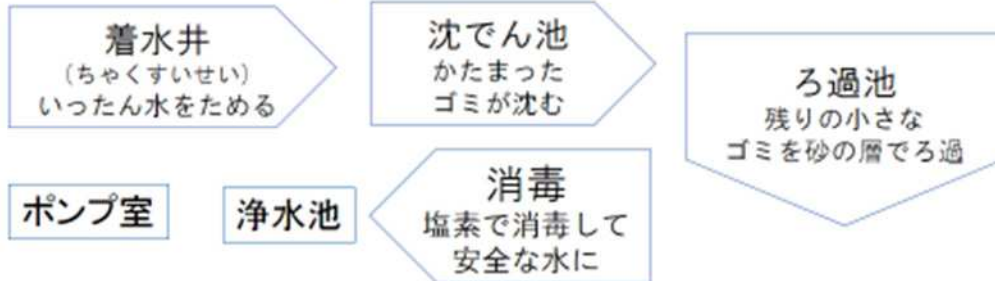 着水井
（ちゃくすいせい）
いったん水をためる
沈でん池
かたまった
ゴミが沈む
ろ過池
残りの小さな
ゴミを砂の層でろ過
消毒
塩素で消毒して
安全な水に
浄水池
ポンプ室